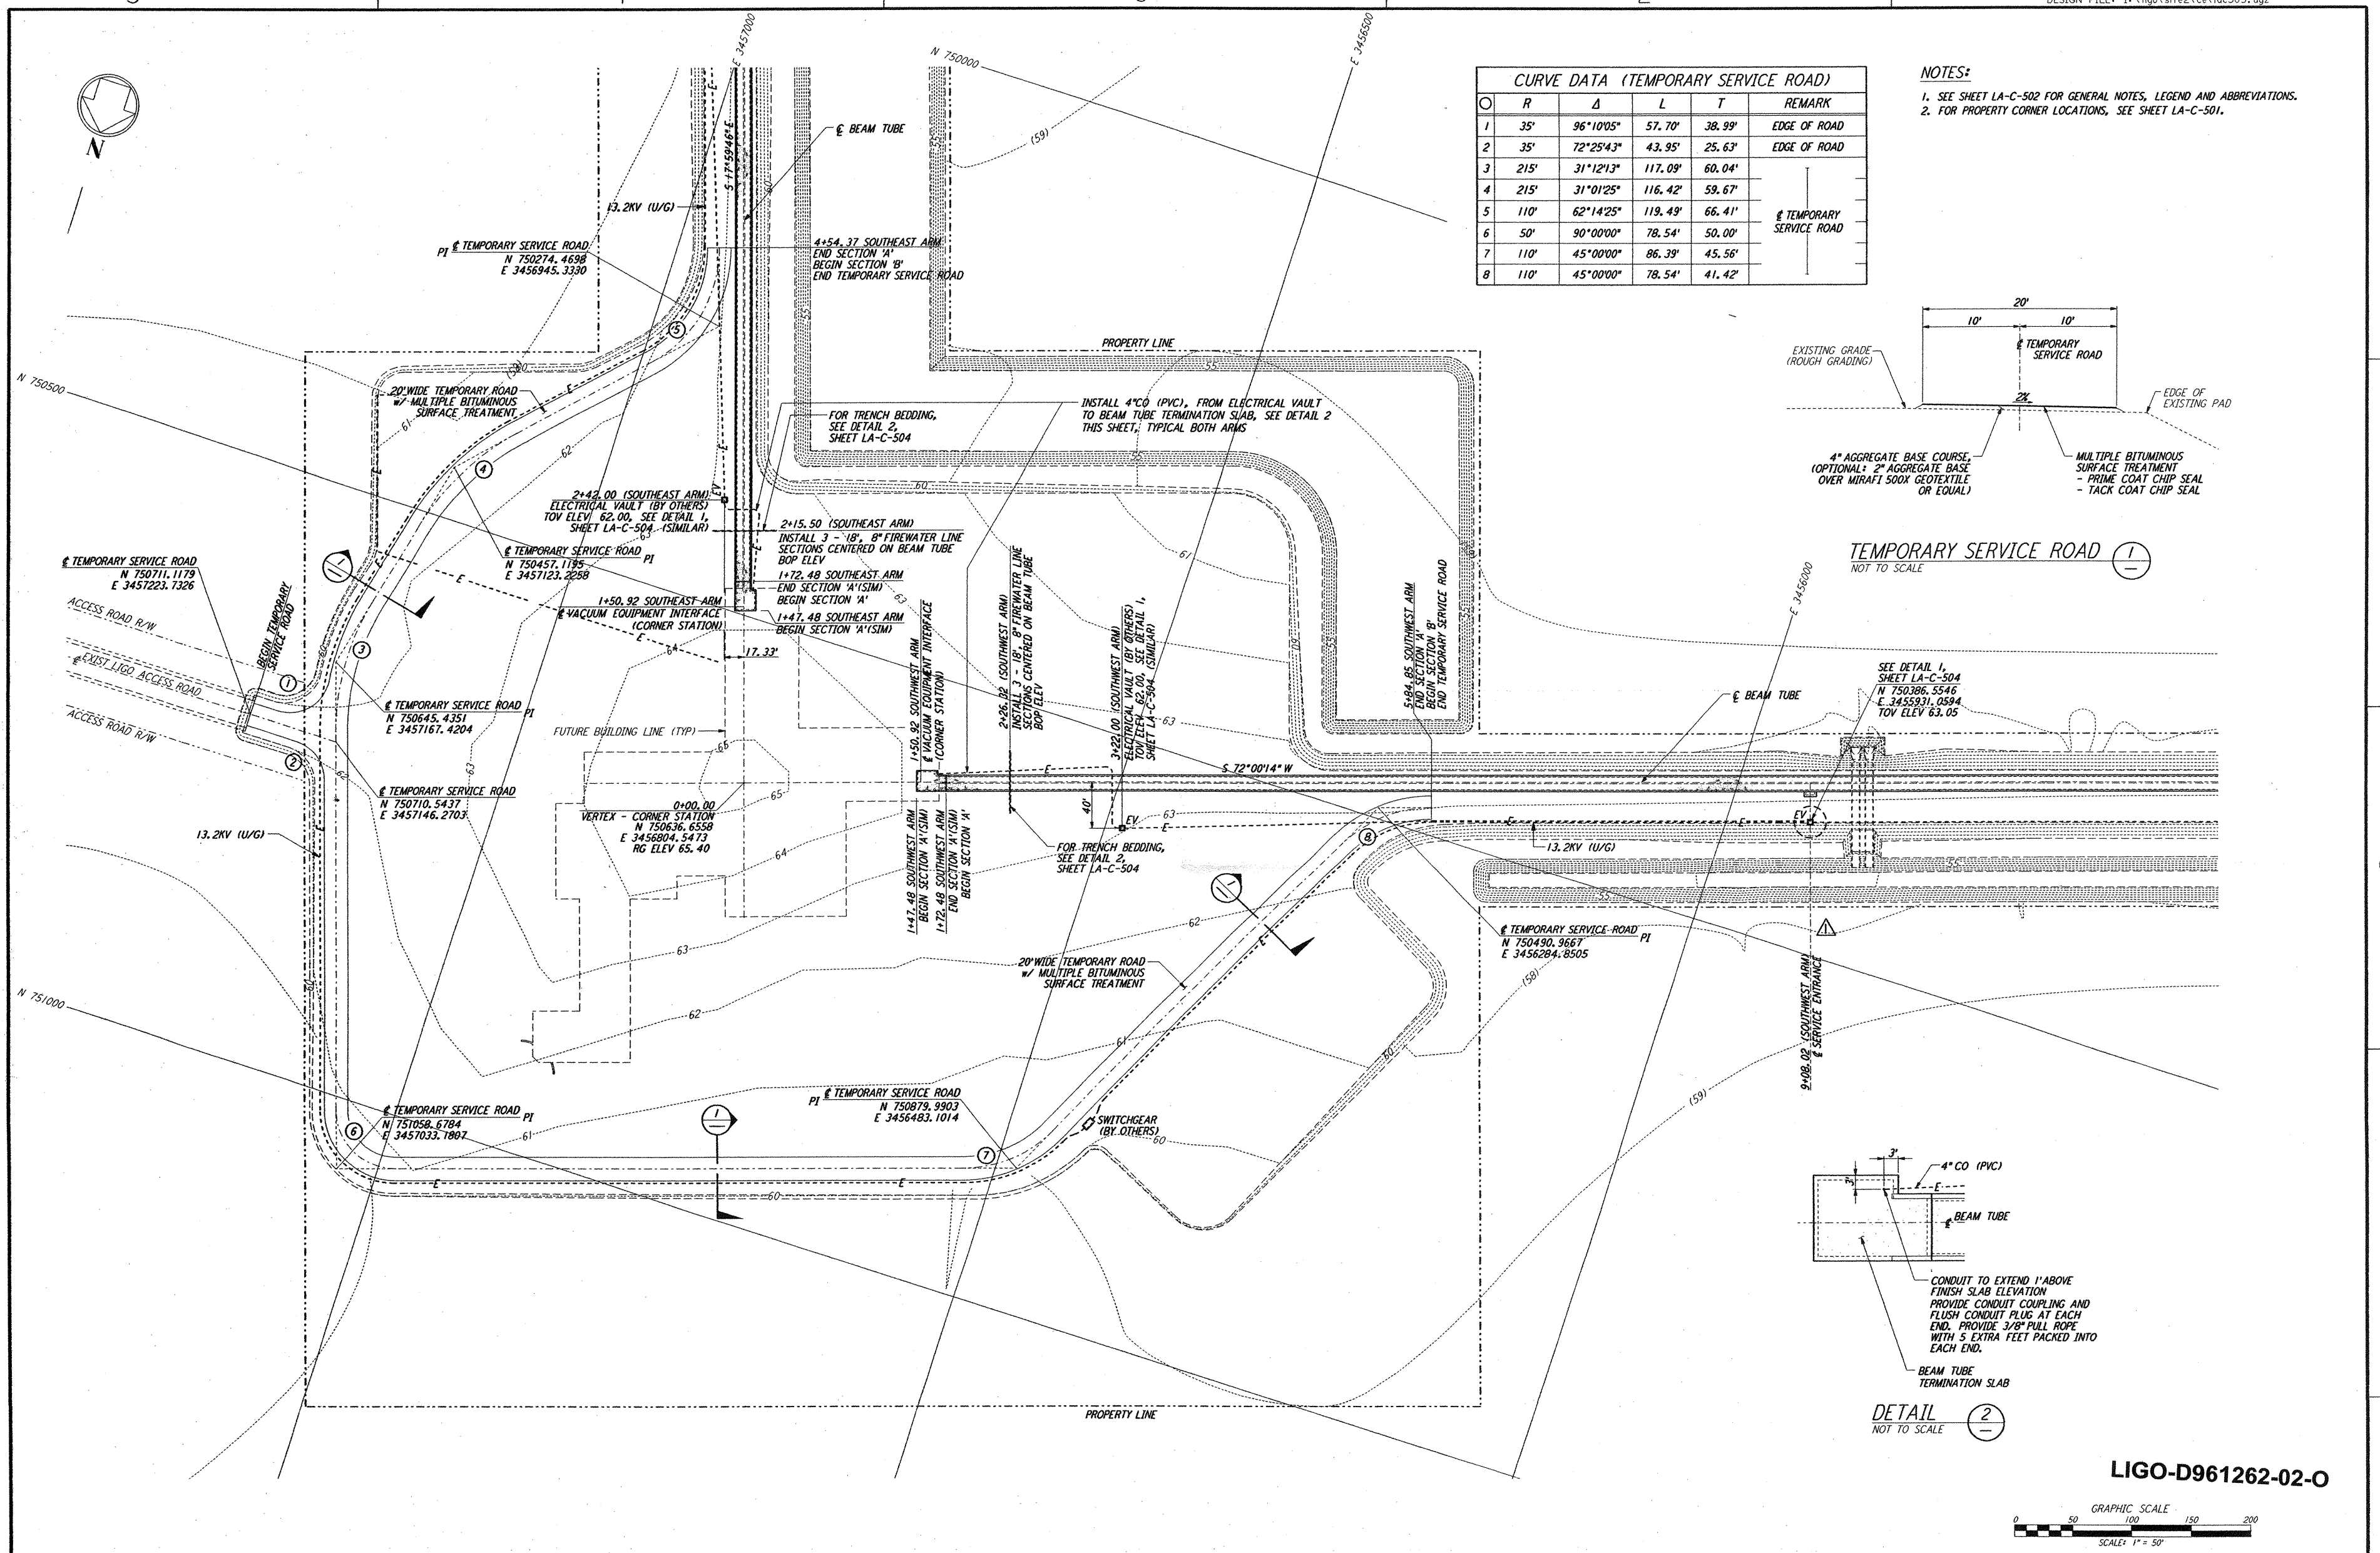 E 3457000
N 750000
E 3456500
N
CURVE DATA (TEMPORARY SERVICE ROAD)
R Δ L T REMARK
1 35' 96°10'05" 57.70' 38.99' EDGE OF ROAD
2 35' 72°25'43" 43.95' 25.63' EDGE OF ROAD
3 215' 31°12'13" 117.09' 60.04'
4 215' 31°01'25" 116.42' 59.67'
5 110' 62°14'25" 119.49' 66.41'
6 50' 90°00'00" 78.54' 50.00'
7 110' 45°00'00" 86.39' 45.56'
8 110' 45°00'00" 78.54' 41.42'
℄ TEMPORARY
SERVICE ROAD
NOTES:
1. SEE SHEET LA-C-502 FOR GENERAL NOTES, LEGEND AND ABBREVIATIONS.
2. FOR PROPERTY CORNER LOCATIONS, SEE SHEET LA-C-501.
℄ BEAM TUBE
S 17°59'46" E
13.2KV (U/G)
PI ℄ TEMPORARY SERVICE ROAD
N 750274.4698
E 3456945.3330
4+54.37 SOUTHEAST ARM
END SECTION 'A'
BEGIN SECTION 'B'
END TEMPORARY SERVICE ROAD
(59)
PROPERTY LINE
N 750500
20' WIDE TEMPORARY ROAD
w/ MULTIPLE BITUMINOUS
SURFACE TREATMENT
5
4
FOR TRENCH BEDDING,
SEE DETAIL 2,
SHEET LA-C-504
INSTALL 4"CO (PVC), FROM ELECTRICAL VAULT
TO BEAM TUBE TERMINATION SLAB, SEE DETAIL 2
THIS SHEET, TYPICAL BOTH ARMS
2+42.00 (SOUTHEAST ARM)
ELECTRICAL VAULT (BY OTHERS)
TOV ELEV 62.00, SEE DETAIL 1,
SHEET LA-C-504 (SIMILAR)
EV
2+15.50 (SOUTHEAST ARM)
INSTALL 3 - 18', 8" FIREWATER LINE
SECTIONS CENTERED ON BEAM TUBE
BOP ELEV
℄ TEMPORARY SERVICE ROAD PI
N 750457.1195
E 3457123.2258
1+72.48 SOUTHEAST ARM
END SECTION 'A'(SIM)
BEGIN SECTION 'A'
1+50.92 SOUTHEAST ARM
℄ VACUUM EQUIPMENT INTERFACE
(CORNER STATION)
1+47.48 SOUTHEAST ARM
BEGIN SECTION 'A'(SIM)
17.33'
20'
10' 10'
℄ TEMPORARY
SERVICE ROAD
EXISTING GRADE
(ROUGH GRADING)
2%
EDGE OF
EXISTING PAD
4" AGGREGATE BASE COURSE,
(OPTIONAL: 2" AGGREGATE BASE
OVER MIRAFI 500X GEOTEXTILE
OR EQUAL)
MULTIPLE BITUMINOUS
SURFACE TREATMENT
- PRIME COAT CHIP SEAL
- TACK COAT CHIP SEAL
TEMPORARY SERVICE ROAD 1
NOT TO SCALE
E 3456000
℄ TEMPORARY SERVICE ROAD
N 750711.1179
E 3457223.7326
ACCESS ROAD R/W
BEGIN TEMPORARY
SERVICE ROAD
℄ EXIST LIGO ACCESS ROAD
ACCESS ROAD R/W
1
2
3
℄ TEMPORARY SERVICE ROAD PI
N 750645.4351
E 3457167.4204
℄ TEMPORARY SERVICE ROAD
N 750710.5437
E 3457146.2703
FUTURE BUILDING LINE (TYP)
0+00.00
VERTEX - CORNER STATION
N 750636.6558
E 3456804.5473
RG ELEV 65.40
13.2KV (U/G)
1+50.92 SOUTHWEST ARM
℄ VACUUM EQUIPMENT INTERFACE
(CORNER STATION)
2+26.02 (SOUTHWEST ARM)
INSTALL 3 - 18', 8" FIREWATER LINE
SECTIONS CENTERED ON BEAM TUBE
BOP ELEV
3+22.00 (SOUTHWEST ARM)
ELECTRICAL VAULT (BY OTHERS)
TOV ELEV 62.00, SEE DETAIL 1,
SHEET LA-C-504 (SIMILAR)
5+84.85 SOUTHWEST ARM
END SECTION 'A'
BEGIN SECTION 'B'
END TEMPORARY SERVICE ROAD
℄ BEAM TUBE
SEE DETAIL 1,
SHEET LA-C-504
N 750386.5546
E 3455931.0594
TOV ELEV 63.05
S 72°00'14" W
40'
EV
EV
1+47.48 SOUTHWEST ARM
BEGIN SECTION 'A'(SIM)
1+72.48 SOUTHWEST ARM
END SECTION 'A'(SIM)
BEGIN SECTION 'A'
FOR TRENCH BEDDING,
SEE DETAIL 2,
SHEET LA-C-504
8
13.2KV (U/G)
℄ TEMPORARY SERVICE ROAD PI
N 750490.9667
E 3456284.8505
20' WIDE TEMPORARY ROAD
w/ MULTIPLE BITUMINOUS
SURFACE TREATMENT
(58)
9+08.02 (SOUTHWEST ARM)
℄ SERVICE ENTRANCE
N 751000
(59)
℄ TEMPORARY SERVICE ROAD PI
N 751058.6784
E 3457033.1807
6
PI ℄ TEMPORARY SERVICE ROAD
N 750879.9903
E 3456483.1014
7
SWITCHGEAR
(BY OTHERS)
3'
3'
4" CO (PVC)
E
℄ BEAM TUBE
CONDUIT TO EXTEND 1' ABOVE
FINISH SLAB ELEVATION
PROVIDE CONDUIT COUPLING AND
FLUSH CONDUIT PLUG AT EACH
END. PROVIDE 3/8" PULL ROPE
WITH 5 EXTRA FEET PACKED INTO
EACH END.
BEAM TUBE
TERMINATION SLAB
PROPERTY LINE
DETAIL 2
NOT TO SCALE
LIGO-D961262-02-O
GRAPHIC SCALE
0 50 100 150 200
SCALE: 1" = 50'